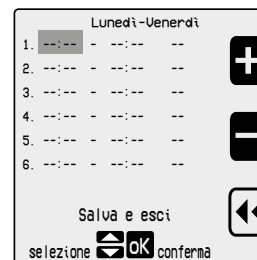 Lunedì-Venerdì
1. --:-- - --:-- --
2. --:-- - --:-- --
3. --:-- - --:-- --
4. --:-- - --:-- --
5. --:-- - --:-- --
6. --:-- - --:-- --
Salva e esci
selezione OK conferma